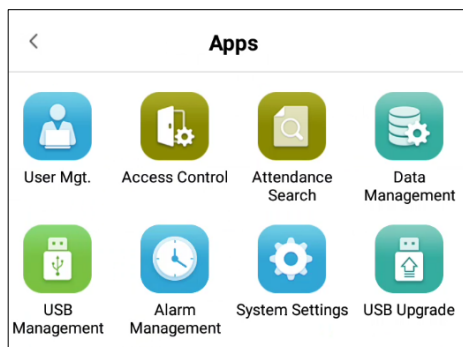 Apps
User Mgt.
Access Control
Attendance
Search
Data
Management
USB
Management
Alarm
Management
System Settings
USB Upgrade